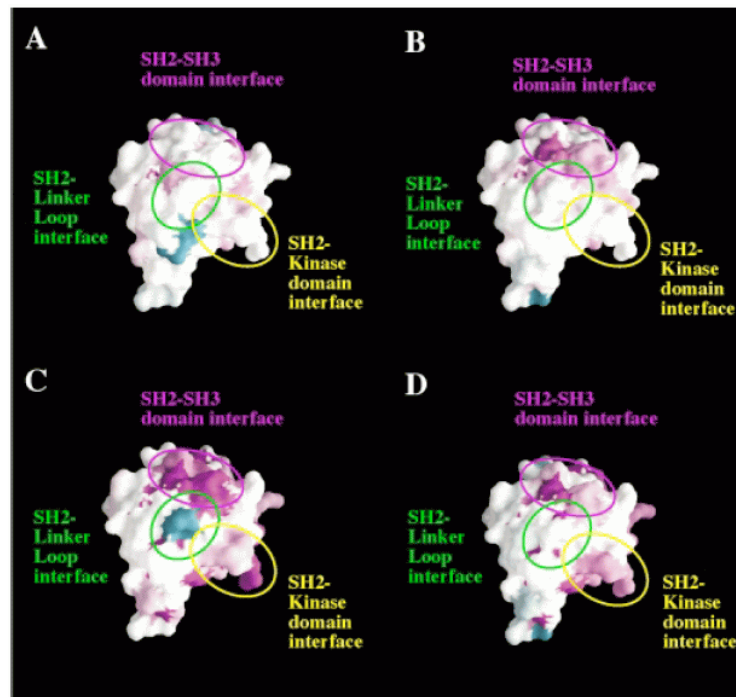 A
SH2-SH3
domain interface
SH2-
Linker
Loop
interface
SH2-
Kinase
domain
interface
B
SH2-SH3
domain interface
SH2-
Linker
Loop
interface
SH2-
Kinase
domain
interface
C
SH2-SH3
domain interface
SH2-
Linker
Loop
interface
SH2-
Kinase
domain
interface
D
SH2-SH3
domain interface
SH2-
Linker
Loop
interface
SH2-
Kinase
domain
interface